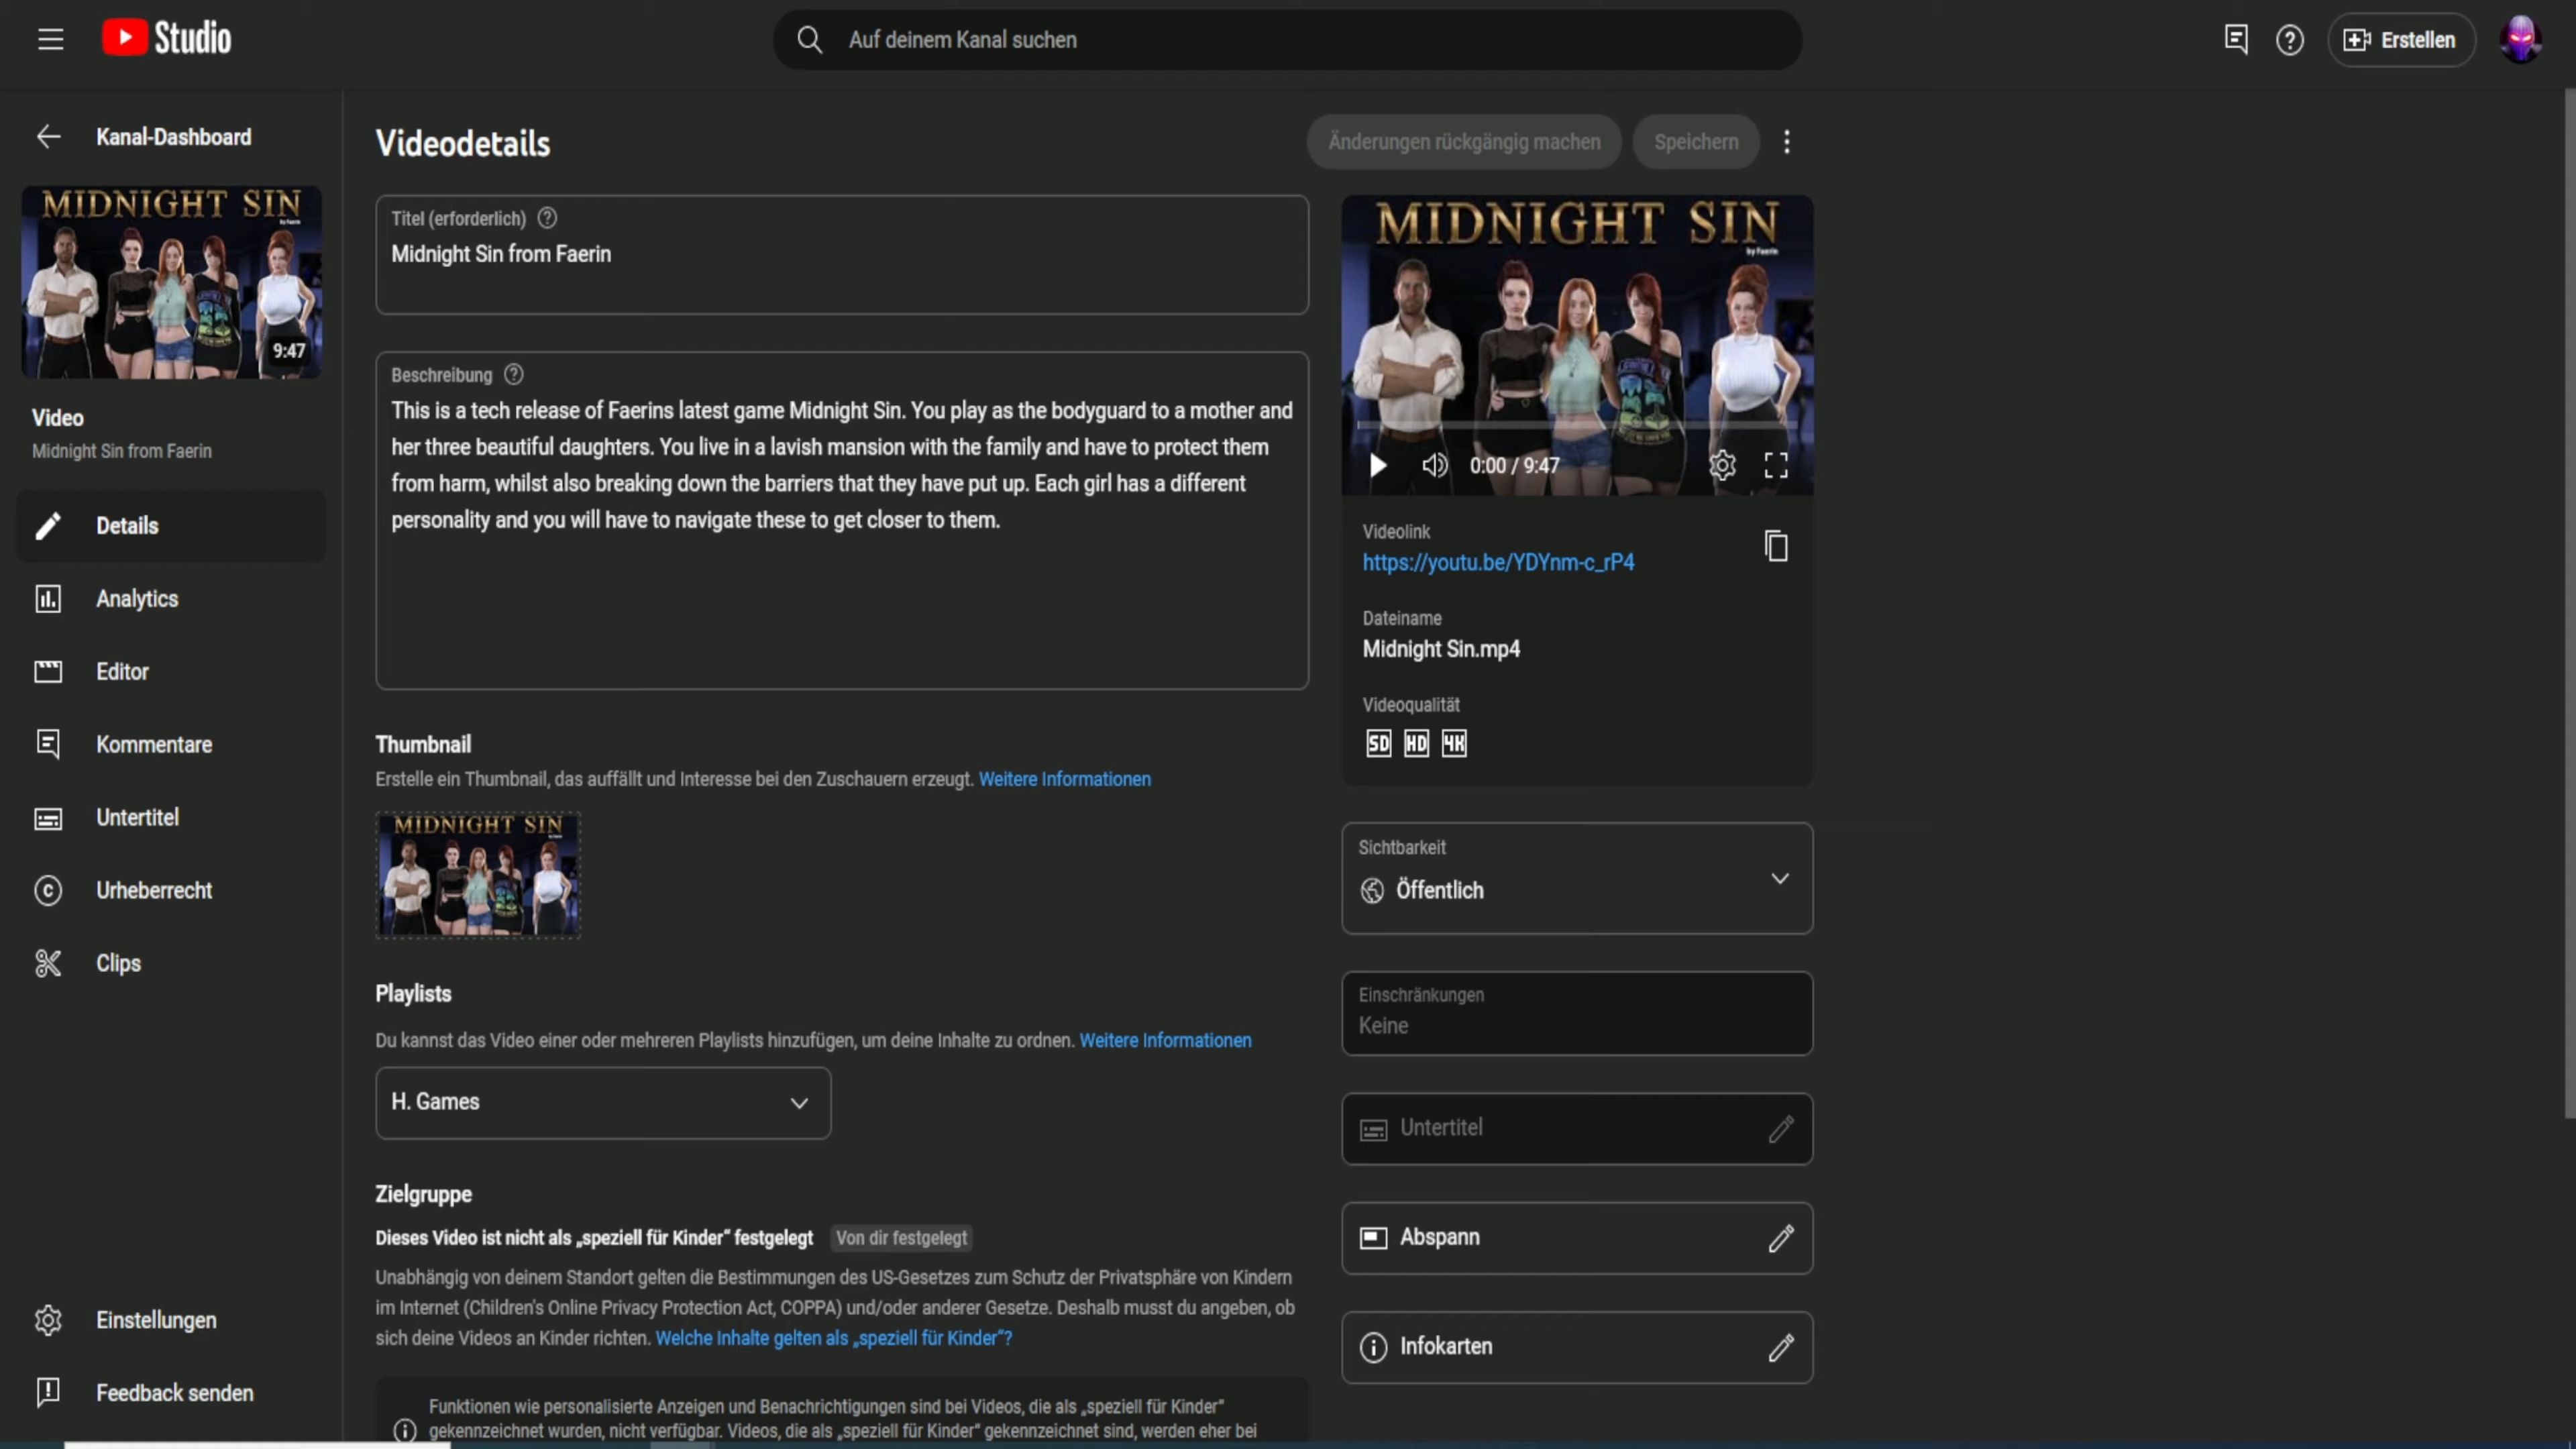 Studio
Auf deinem Kanal suchen
Erstellen
Kanal-Dashboard
MIDNIGHT SIN
by Faerin
9:47
Video
Midnight Sin from Faerin
Details
Analytics
Editor
Kommentare
Untertitel
Urheberrecht
Clips
Einstellungen
Feedback senden
Videodetails
Änderungen rückgängig machen
Speichern
Titel (erforderlich)
Midnight Sin from Faerin
Beschreibung
This is a tech release of Faerins latest game Midnight Sin. You play as the bodyguard to a mother and
her three beautiful daughters. You live in a lavish mansion with the family and have to protect them
from harm, whilst also breaking down the barriers that they have put up. Each girl has a different
personality and you will have to navigate these to get closer to them.
Thumbnail
Erstelle ein Thumbnail, das auffällt und Interesse bei den Zuschauern erzeugt. Weitere Informationen
MIDNIGHT SIN
Playlists
Du kannst das Video einer oder mehreren Playlists hinzufügen, um deine Inhalte zu ordnen. Weitere Informationen
H. Games
Zielgruppe
Dieses Video ist nicht als „speziell für Kinder“ festgelegt Von dir festgelegt
Unabhängig von deinem Standort gelten die Bestimmungen des US-Gesetzes zum Schutz der Privatsphäre von Kindern
im Internet (Children's Online Privacy Protection Act, COPPA) und/oder anderer Gesetze. Deshalb musst du angeben, ob
sich deine Videos an Kinder richten. Welche Inhalte gelten als „speziell für Kinder“?
Funktionen wie personalisierte Anzeigen und Benachrichtigungen sind bei Videos, die als „speziell für Kinder“
gekennzeichnet wurden, nicht verfügbar. Videos, die als „speziell für Kinder“ gekennzeichnet sind, werden eher bei
MIDNIGHT SIN
by Faerin
0:00 / 9:47
Videolink
https://youtu.be/YDYnm-c_rP4
Dateiname
Midnight Sin.mp4
Videoqualität
SD HD 4K
Sichtbarkeit
Öffentlich
Einschränkungen
Keine
Untertitel
Abspann
Infokarten